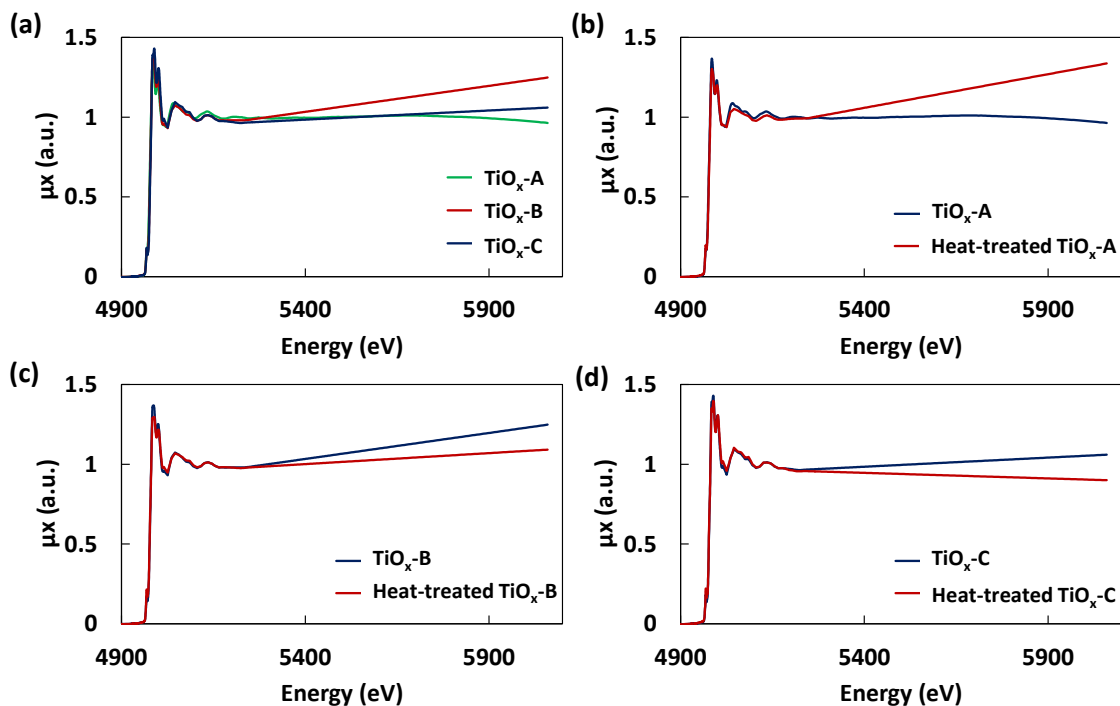 (a)
1.5
1
0.5
0
μx (a.u.)
4900
5400
5900
Energy (eV)
TiOₓ-A
TiOₓ-B
TiOₓ-C
(b)
1.5
1
0.5
0
μx (a.u.)
4900
5400
5900
Energy (eV)
TiOₓ-A
Heat-treated TiOₓ-A
(c)
1.5
1
0.5
0
μx (a.u.)
4900
5400
5900
Energy (eV)
TiOₓ-B
Heat-treated TiOₓ-B
(d)
1.5
1
0.5
0
μx (a.u.)
4900
5400
5900
Energy (eV)
TiOₓ-C
Heat-treated TiOₓ-C